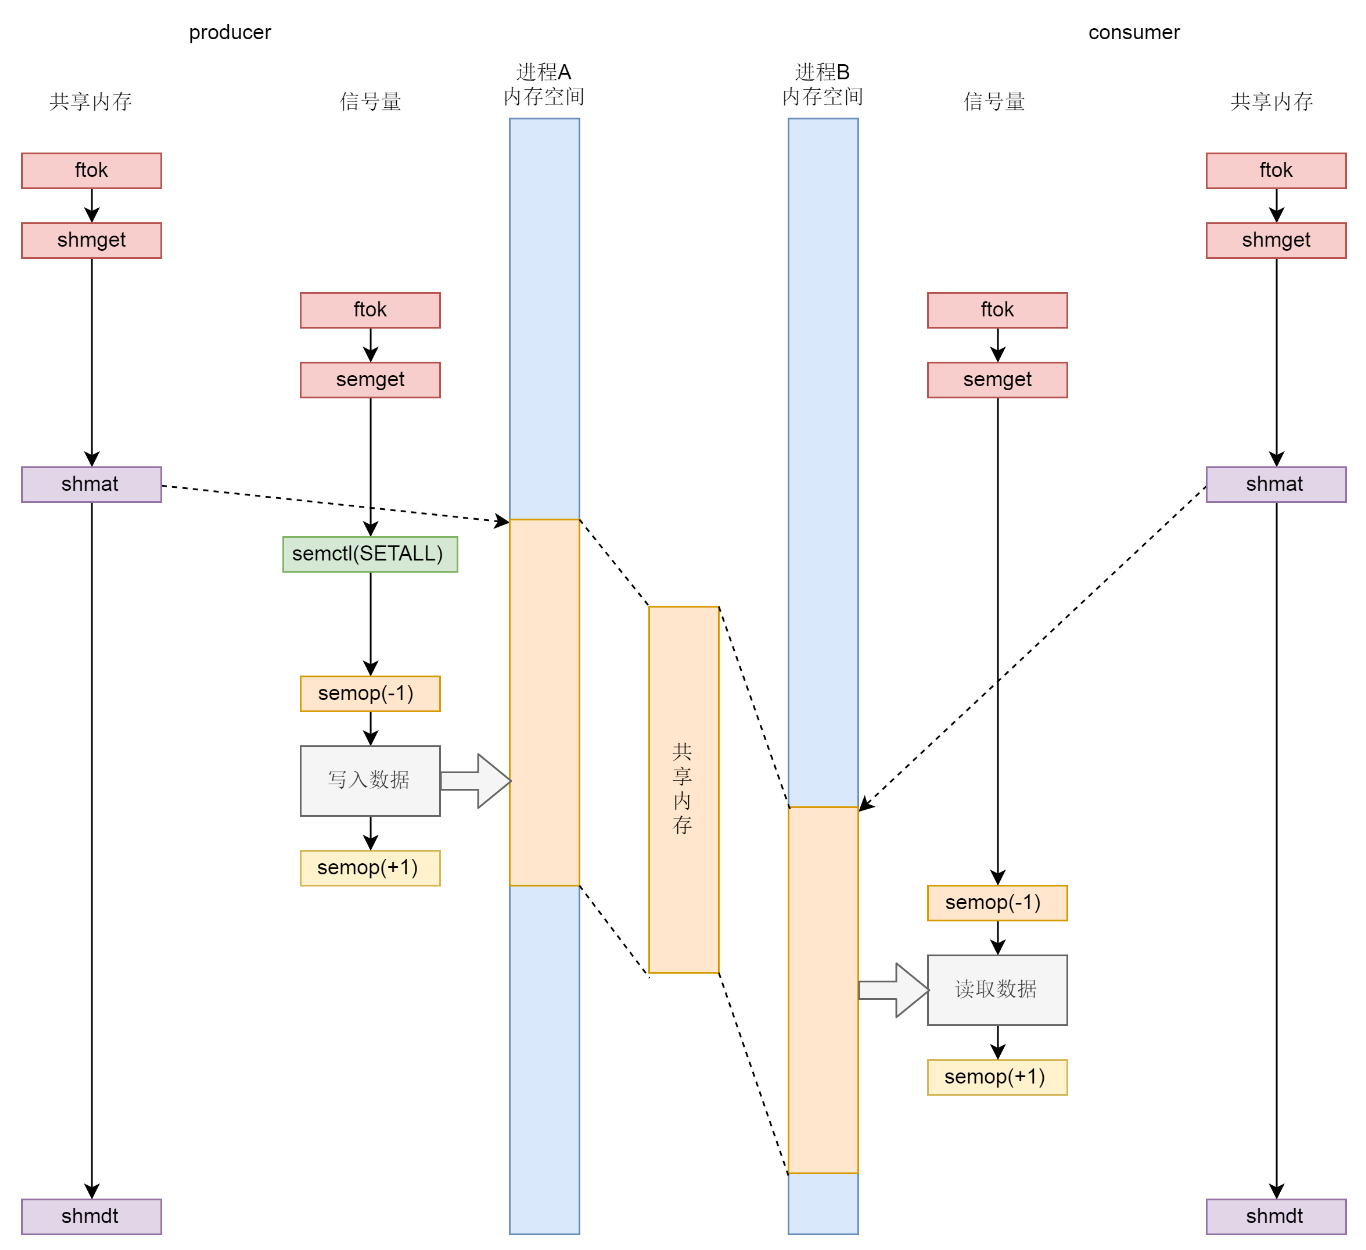 producer
consumer
进程A
内存空间
进程B
内存空间
共享内存
信号量
信号量
共享内存
ftok
ftok
shmget
shmget
ftok
ftok
semget
semget
shmat
shmat
semctl(SETALL)
semop(-1)
写入数据
共
享
内
存
semop(+1)
semop(-1)
读取数据
semop(+1)
shmdt
shmdt